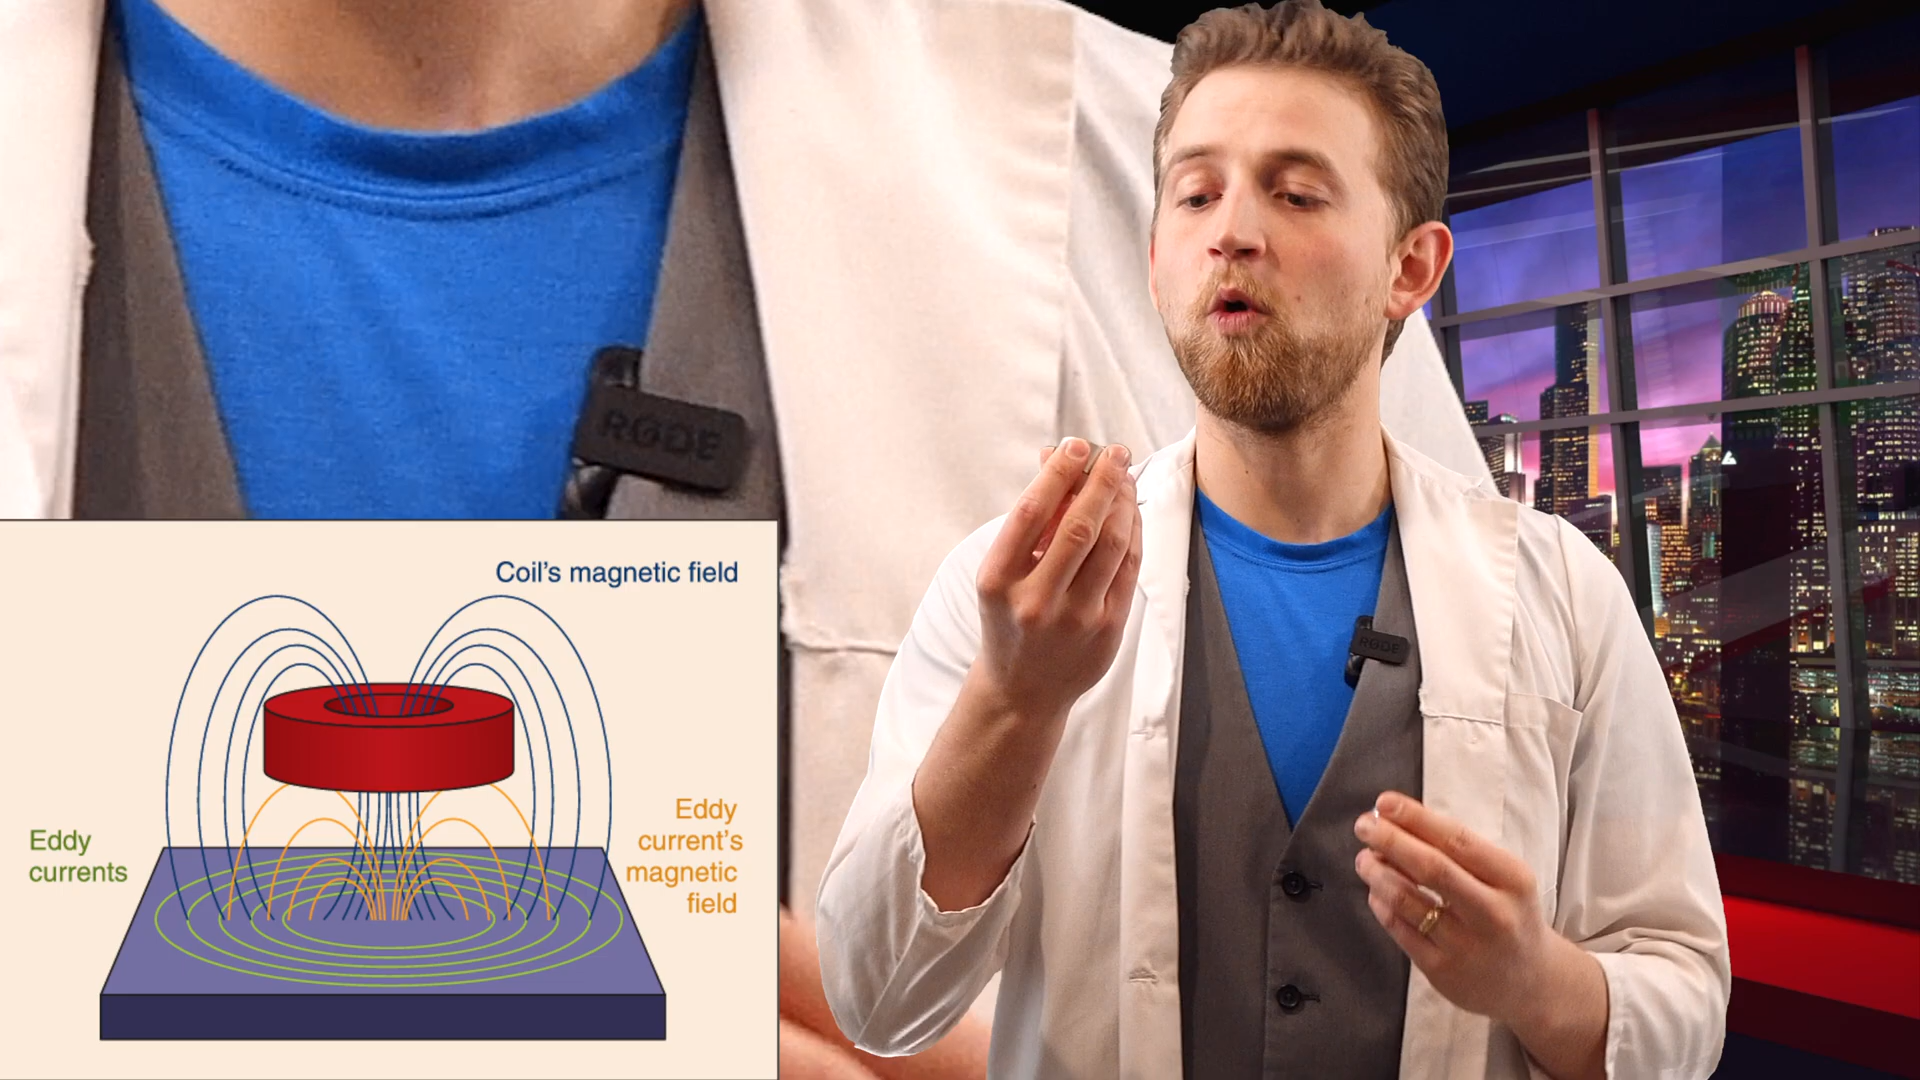 RØDE
Coil's magnetic field
Eddy
current's
magnetic
field
Eddy
currents
RØDE